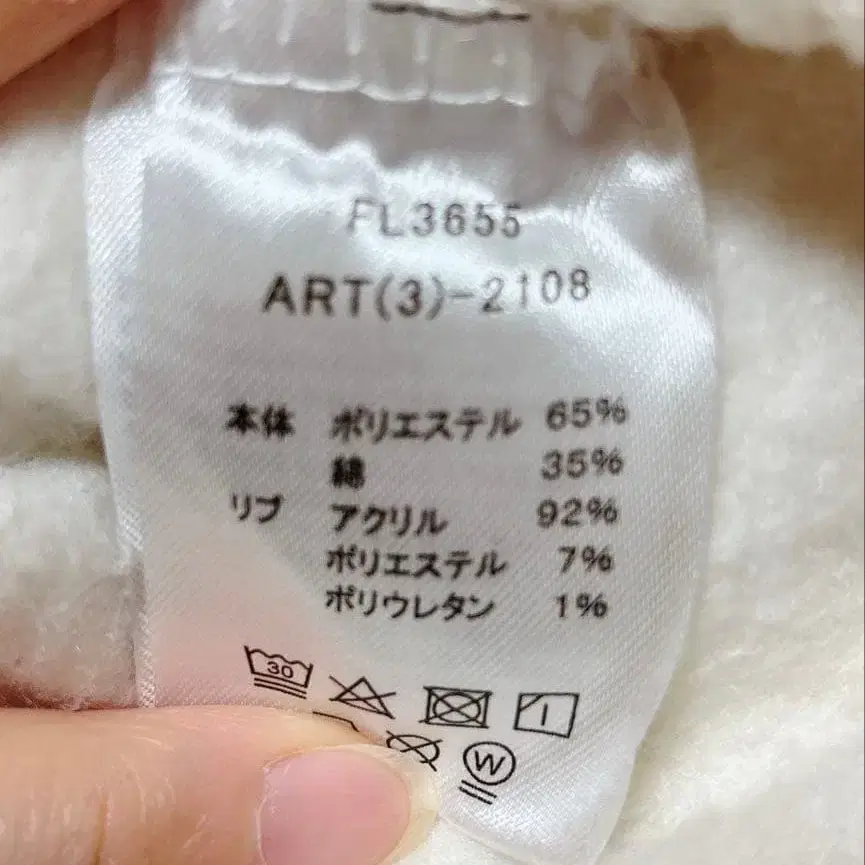 FL3655
ART(3)-2108
本体 ポリエステル 65%
綿 35%
リブ アクリル 92%
ポリエステル 7%
ポリウレタン 1%
30
W